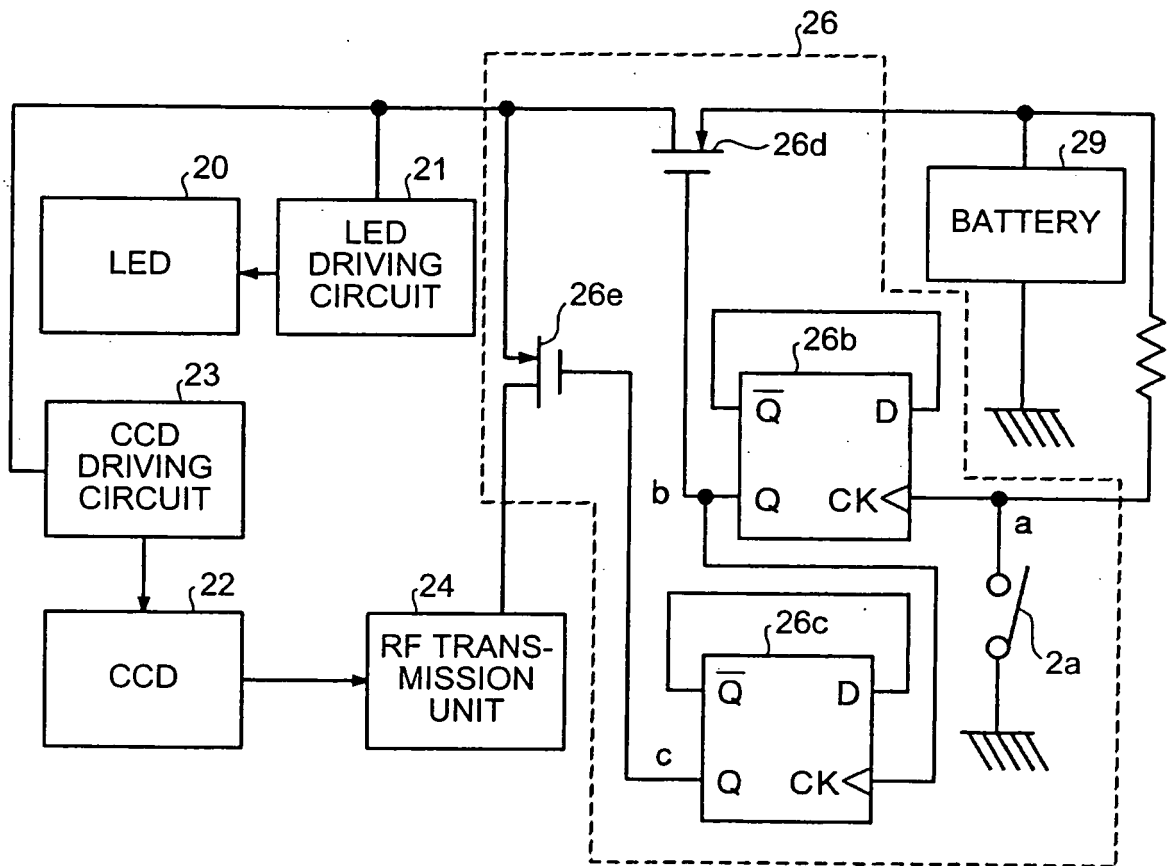 26
26d
29
BATTERY
20
LED
21
LED
DRIVING
CIRCUIT
26e
26b
Q̅
D
Q
CK
b
a
23
CCD
DRIVING
CIRCUIT
22
CCD
24
RF TRANS-
MISSION
UNIT
26c
Q̅
D
Q
CK
c
2a